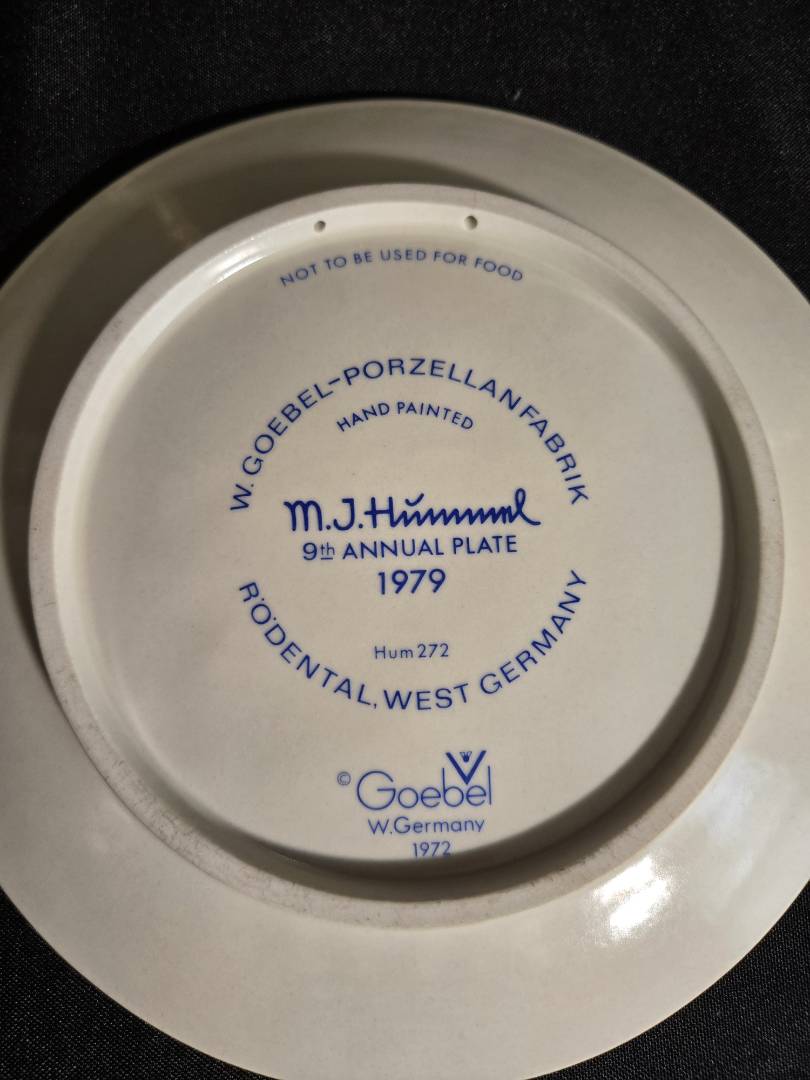 NOT TO BE USED FOR FOOD
W. GOEBEL-PORZELLANFABRIK
HAND PAINTED
M.J. Hummel
9th ANNUAL PLATE
1979
Hum 272
RÖDENTAL, WEST GERMANY
© Goebel
W. Germany
1972